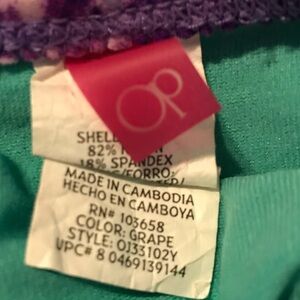 OP
SHELL
82%
18% SPANDEX
/FORRO:
MADE IN CAMBODIA
HECHO EN CAMBOYA
RN# 103658
COLOR: GRAPE
STYLE: OJ33102Y
UPC# 8 0469139144